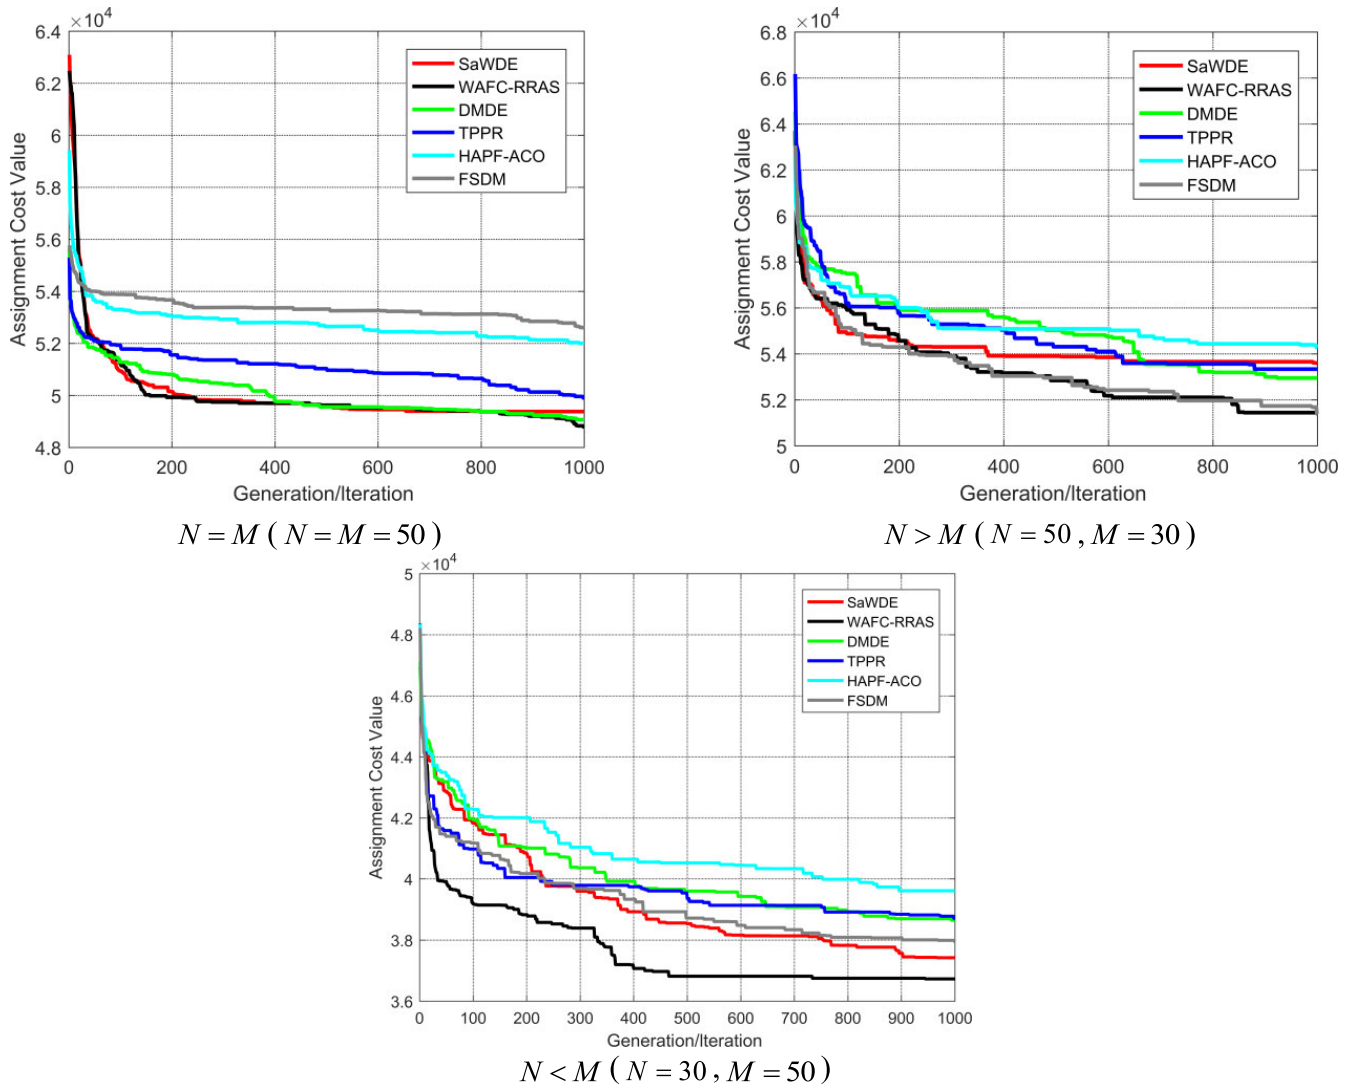 ×10⁴
6.4
6.2
6
5.8
5.6
5.4
5.2
5
4.8
Assignment Cost Value
SaWDE
WAFC-RRAS
DMDE
TPPR
HAPF-ACO
FSDM
0 200 400 600 800 1000
Generation/Iteration
N = M ( N = M = 50 )
×10⁴
6.8
6.6
6.4
6.2
6
5.8
5.6
5.4
5.2
5
Assignment Cost Value
SaWDE
WAFC-RRAS
DMDE
TPPR
HAPF-ACO
FSDM
0 200 400 600 800 1000
Generation/Iteration
N > M ( N = 50 , M = 30 )
×10⁴
5
4.8
4.6
4.4
4.2
4
3.8
3.6
Assignment Cost Value
SaWDE
WAFC-RRAS
DMDE
TPPR
HAPF-ACO
FSDM
0 100 200 300 400 500 600 700 800 900 1000
Generation/Iteration
N < M ( N = 30 , M = 50 )